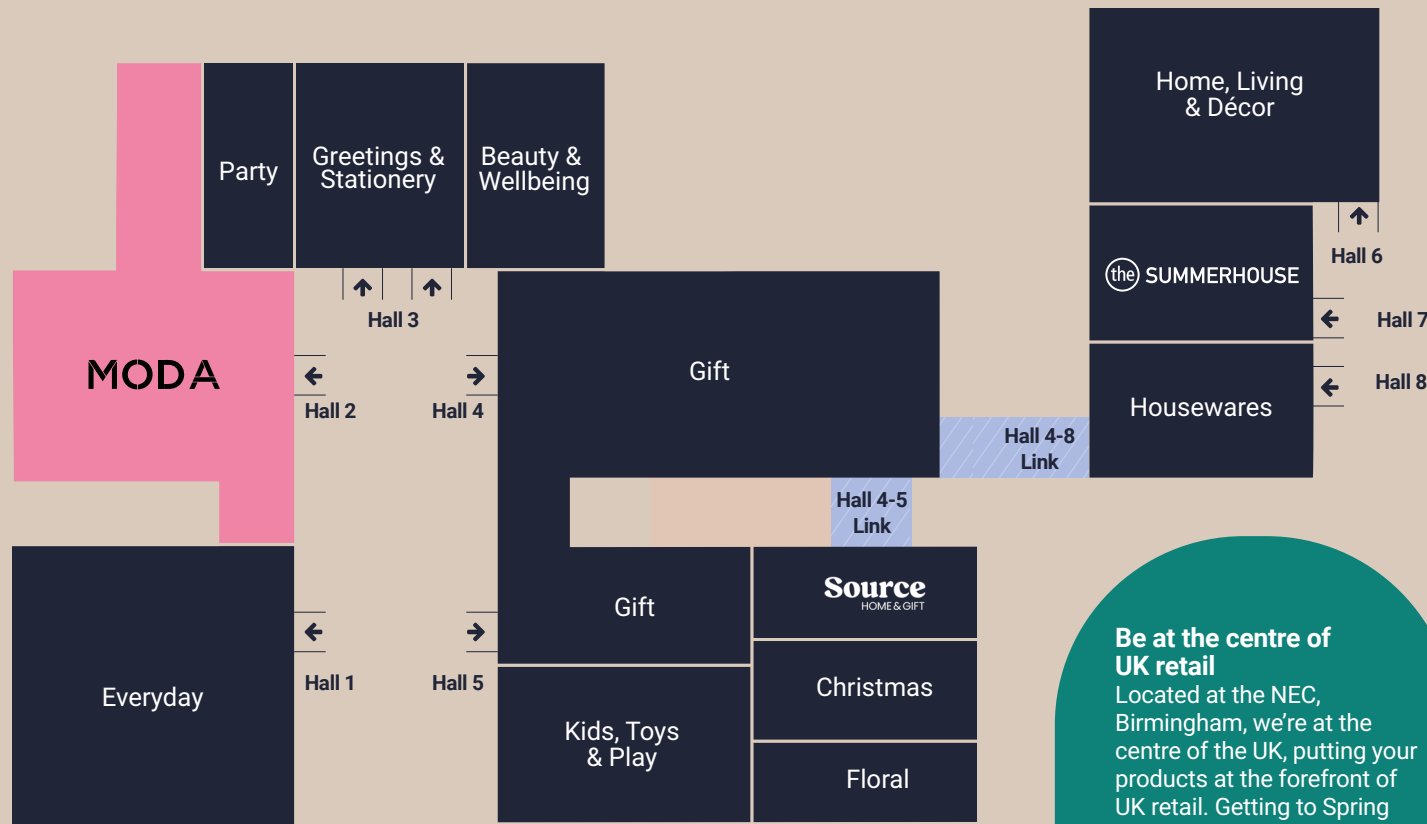 Home, Living
& Décor
Party
Greetings &
Stationery
Beauty &
Wellbeing
Hall 6
the SUMMERHOUSE
Hall 7
Hall 3
MODA
Gift
Hall 2
Hall 4
Hall 8
Housewares
Hall 4-8
Link
Hall 4-5
Link
Source
HOME & GIFT
Gift
Everyday
Hall 1
Hall 5
Christmas
Kids, Toys
& Play
Floral
Be at the centre of
UK retail
Located at the NEC,
Birmingham, we’re at the
centre of the UK, putting your
products at the forefront of
UK retail. Getting to Spring